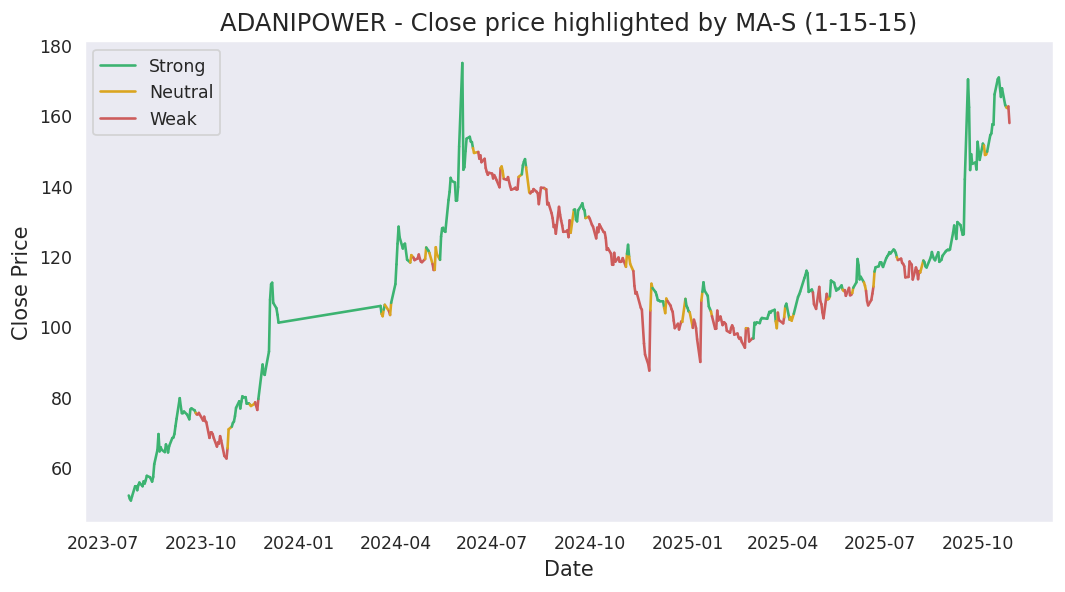 ADANIPOWER - Close price highlighted by MA-S (1-15-15)
Strong
Neutral
Weak
Close Price
180
160
140
120
100
80
60
2023-07 2023-10 2024-01 2024-04 2024-07 2024-10 2025-01 2025-04 2025-07 2025-10
Date